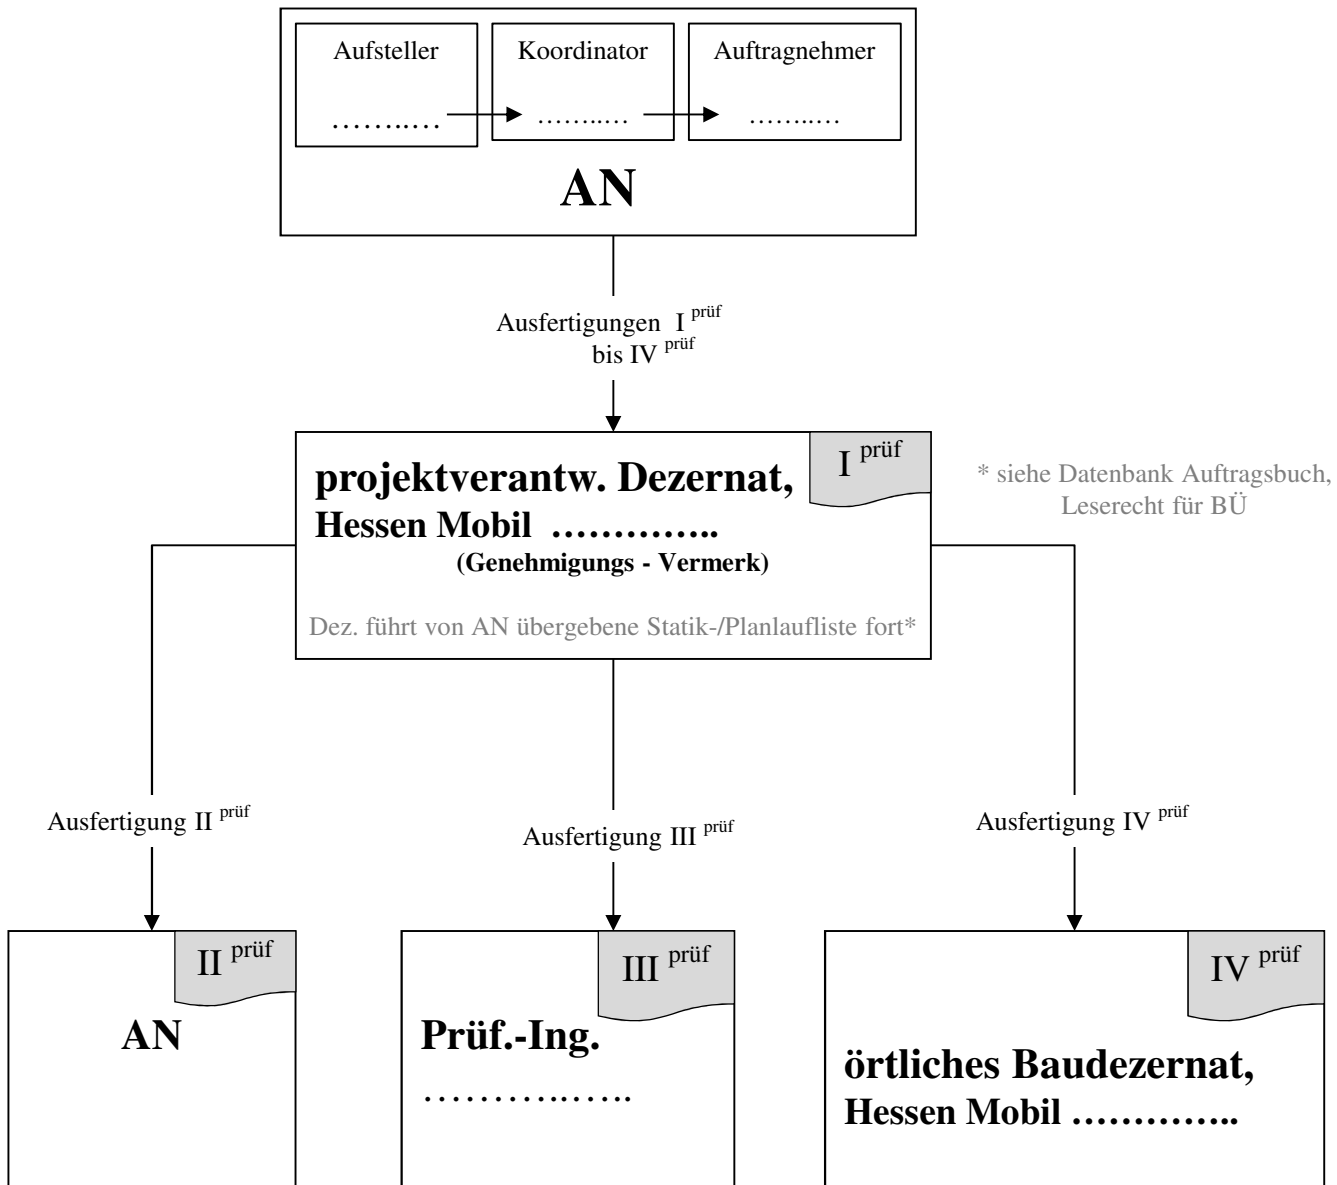 Aufsteller
Koordinator
Auftragnehmer
……..…
……..…
……..…
AN
Ausfertigungen I prüf
bis IV prüf
I prüf
projektverantw. Dezernat,
Hessen Mobil …………..
(Genehmigungs - Vermerk)
Dez. führt von AN übergebene Statik-/Planlaufliste fort*
* siehe Datenbank Auftragsbuch,
Leserecht für BÜ
Ausfertigung II prüf
Ausfertigung III prüf
Ausfertigung IV prüf
II prüf
AN
III prüf
Prüf.-Ing.
………..…..
IV prüf
örtliches Baudezernat,
Hessen Mobil …………..